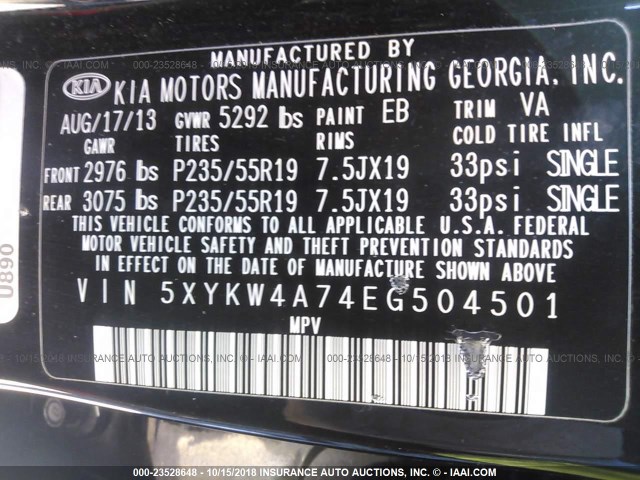 MANUFACTURED BY
KIA KIA MOTORS MANUFACTURING GEORGIA, INC.
AUG/17/13 GVWR 5292 lbs PAINT EB TRIM VA
GAWR TIRES RIMS COLD TIRE INFL
FRONT 2976 lbs P235/55R19 7.5JX19 33psi SINGLE
REAR 3075 lbs P235/55R19 7.5JX19 33psi SINGLE
THIS VEHICLE CONFORMS TO ALL APPLICABLE U.S.A. FEDERAL
MOTOR VEHICLE SAFETY AND THEFT PREVENTION STANDARDS
IN EFFECT ON THE DATE OF MANUFACTURE SHOWN ABOVE
VIN 5XYKW4A74EG504501
MPV
U890
000-23528648 - 10/15/2018 INSURANCE AUTO AUCTIONS, INC. - © - IAAI.COM